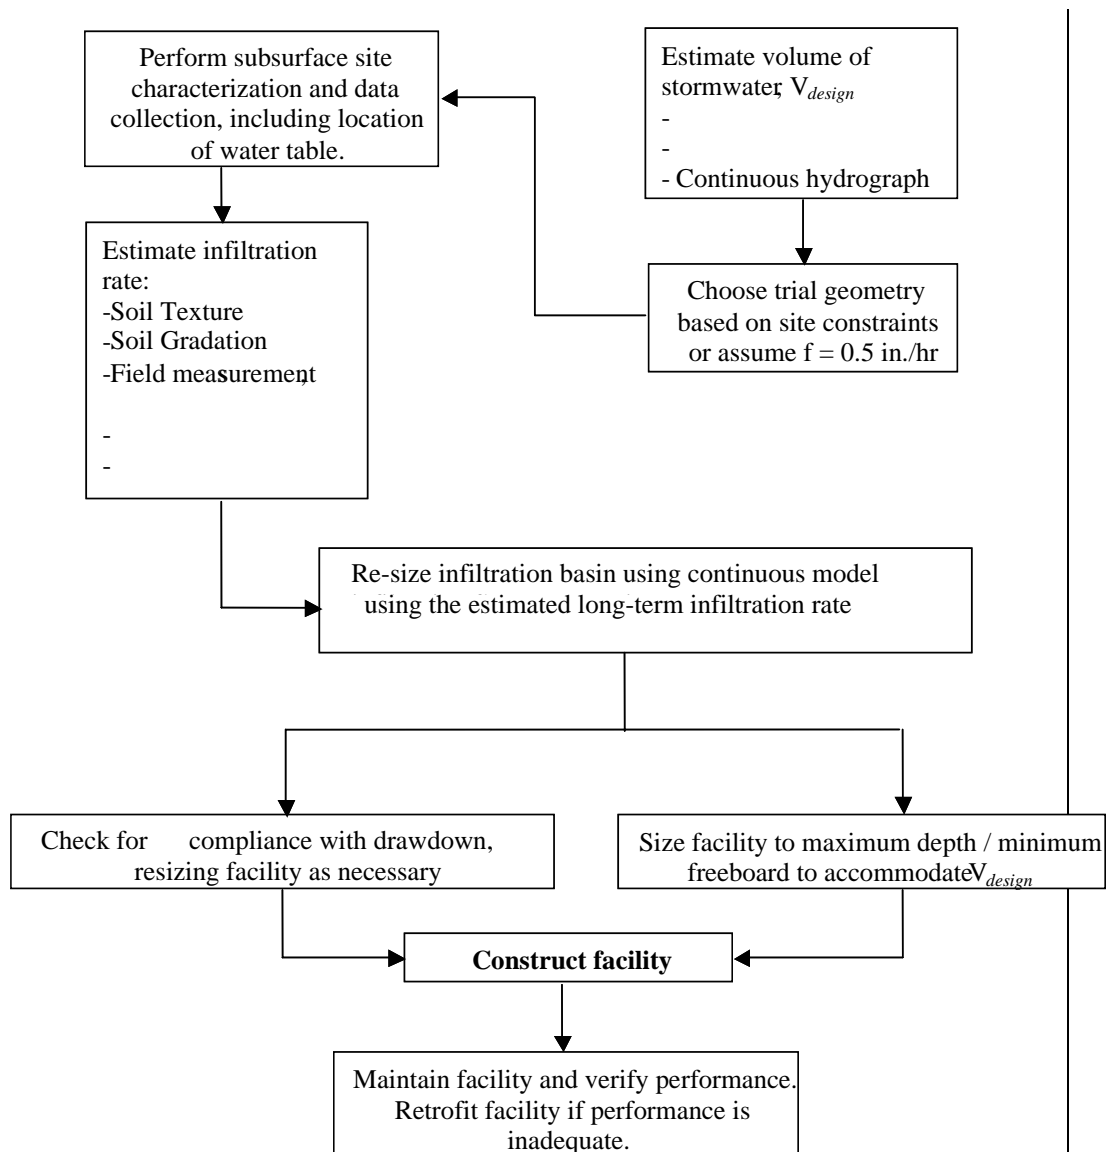 Estimate volume of
stormwater, Vdesign
-
-
- Continuous hydrograph
Choose trial geometry
based on site constraints
or assume f = 0.5 in./hr
Perform subsurface site
characterization and data
collection, including location
of water table.
Estimate infiltration
rate:
-Soil Texture
-Soil Gradation
-Field measurement,
-
-
Re-size infiltration basin using continuous model
using the estimated long-term infiltration rate
Check for compliance with drawdown,
resizing facility as necessary
Size facility to maximum depth / minimum
freeboard to accommodate Vdesign
Construct facility
Maintain facility and verify performance.
Retrofit facility if performance is
inadequate.